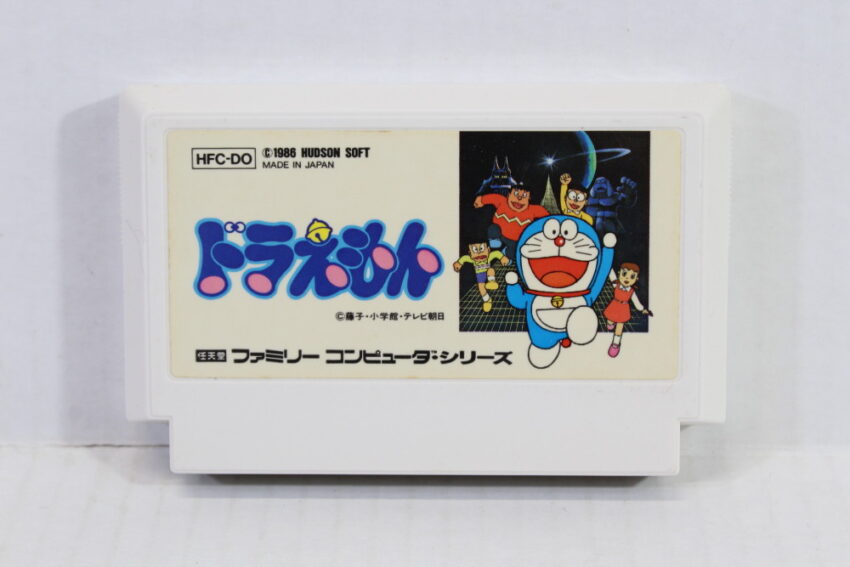 HFC-DO ©1986 HUDSON SOFT
MADE IN JAPAN
ドラえもん
©藤子・小学館・テレビ朝日
任天堂 ファミリー コンピュータ・シリーズ